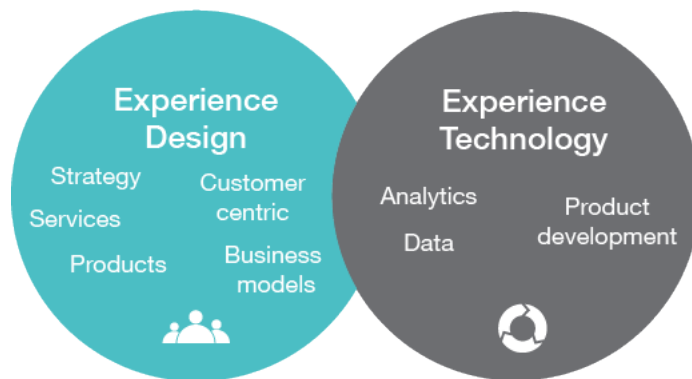 Experience
Design
Strategy
Customer
centric
Services
Products
Business
models
Experience
Technology
Analytics
Data
Product
development